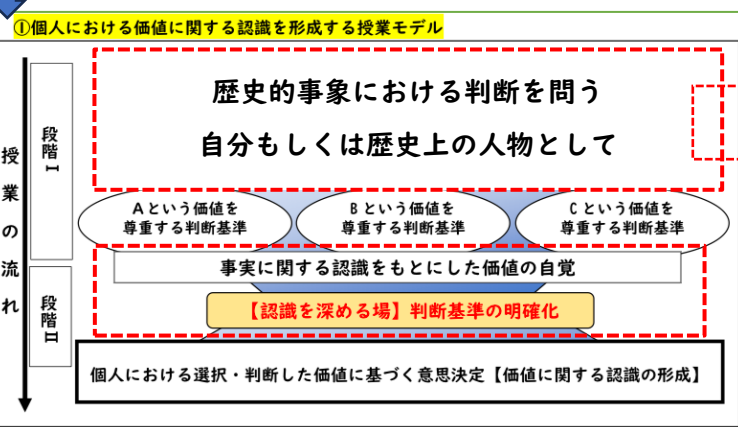 ①個人における価値に関する認識を形成する授業モデル
授業の流れ
段階Ⅰ
歴史的事象における判断を問う
自分もしくは歴史上の人物として
Aという価値を
尊重する判断基準
Bという価値を
尊重する判断基準
Cという価値を
尊重する判断基準
事実に関する認識をもとにした価値の自覚
段階Ⅱ
【認識を深める場】判断基準の明確化
個人における選択・判断した価値に基づく意思決定【価値に関する認識の形成】